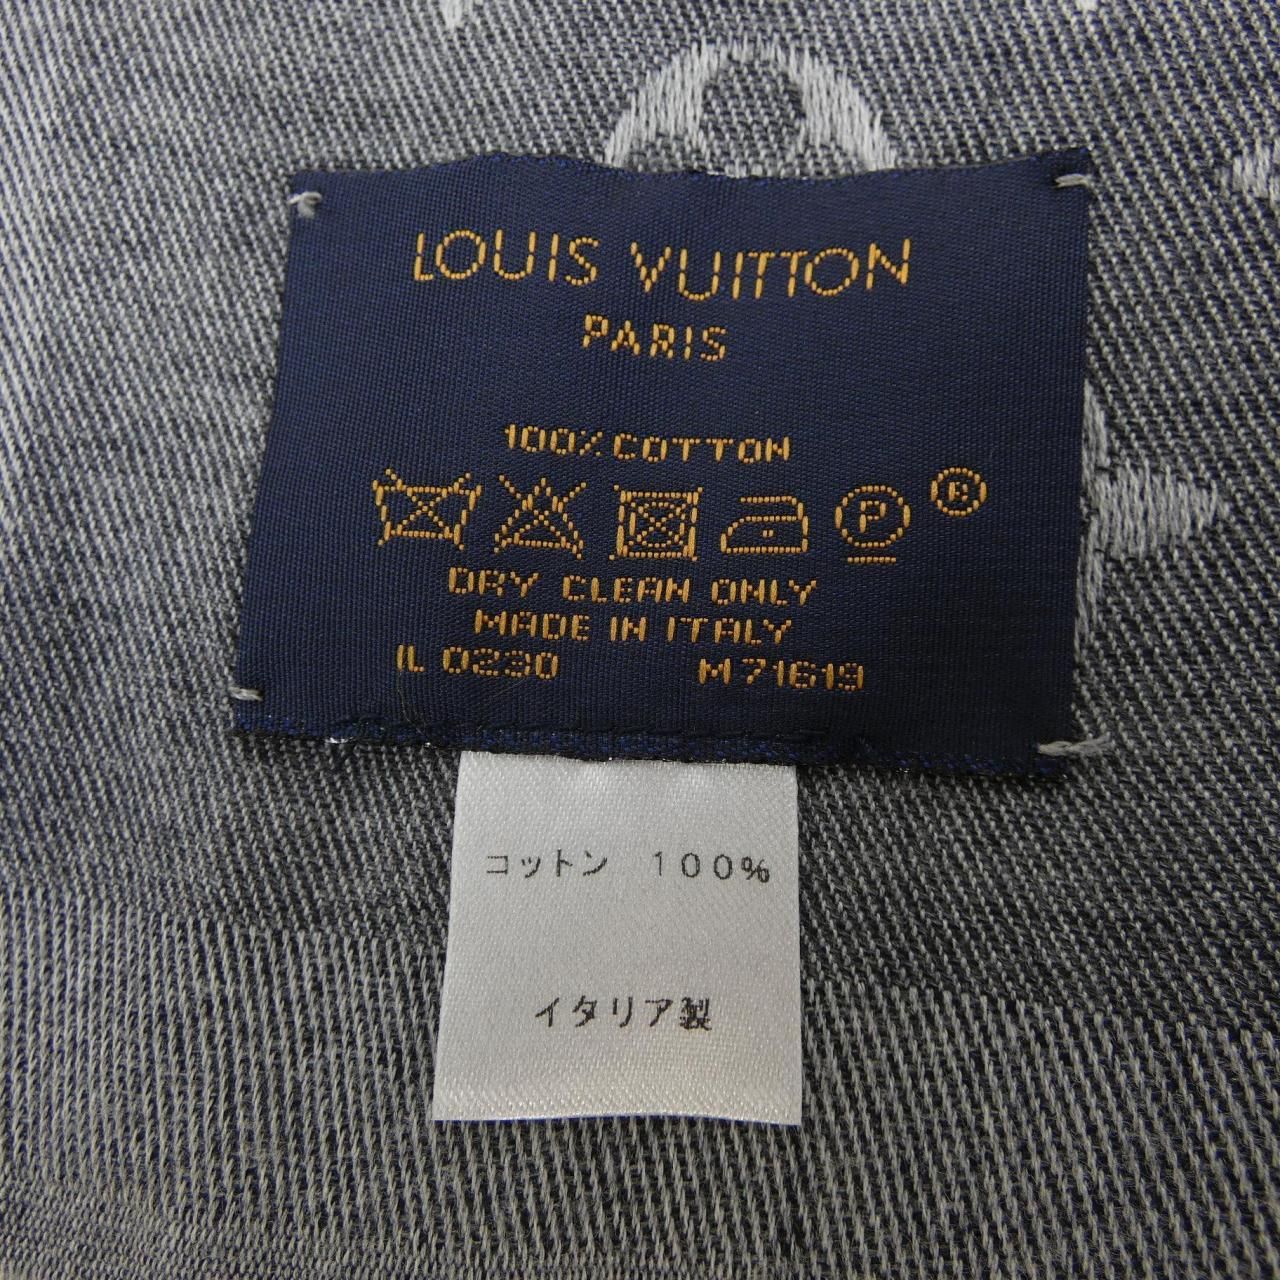 LOUIS VUITTON
PARIS
100% COTTON
P ®
DRY CLEAN ONLY
MADE IN ITALY
IL 0230 M71619
コットン 100%
イタリア製